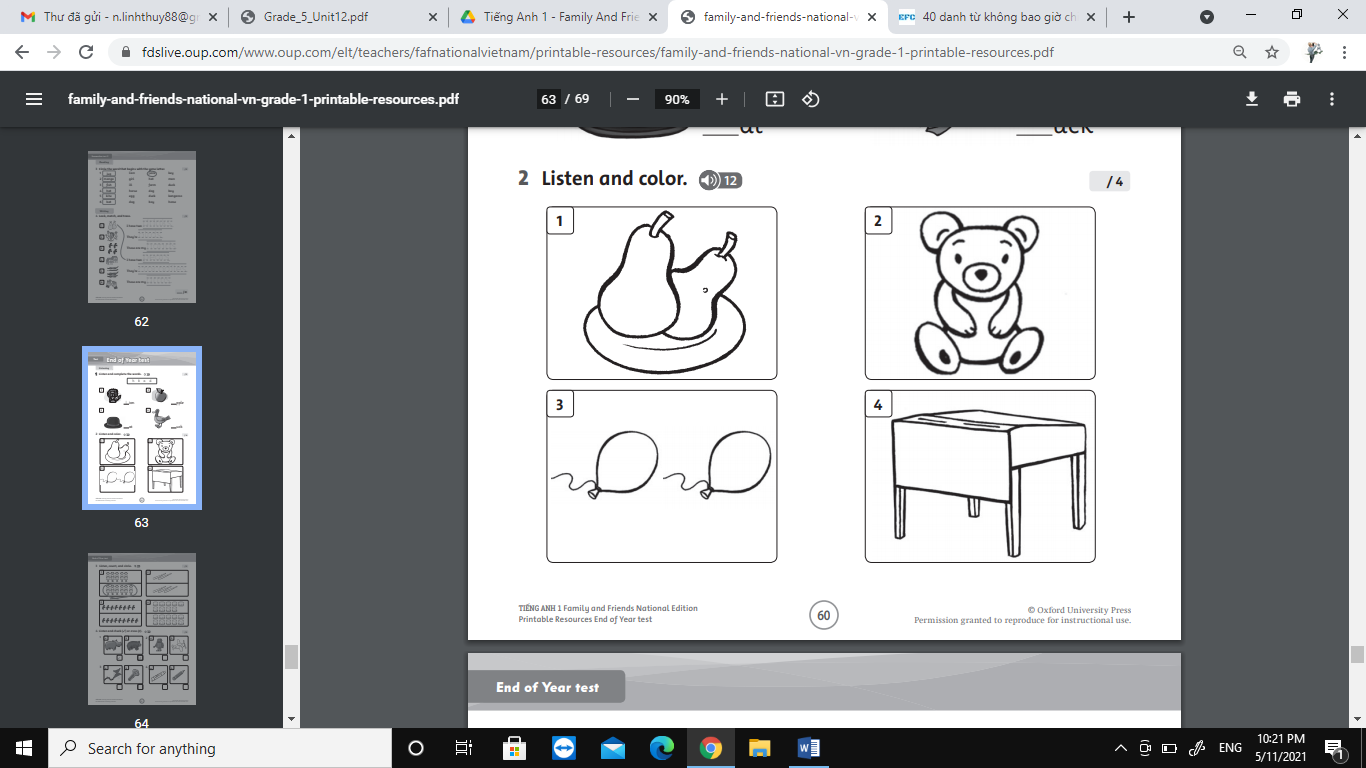 Thư đã gửi - n.linhthuy88@g
Grade_5_Unit12.pdf
Tiếng Anh 1 - Family And Frie
family-and-friends-national-v
EFC
40 danh từ không bao giờ ch
fdslive.oup.com/www.oup.com/elt/teachers/fafnationalvietnam/printable-resources/family-and-friends-national-vn-grade-1-printable-resources.pdf
family-and-friends-national-vn-grade-1-printable-resources.pdf
63 / 69
90%
62
End of Year test
63
64
2 Listen and color. 12
/ 4
1
2
3
4
TIẾNG ANH 1 Family and Friends National Edition
Printable Resources End of Year test
60
© Oxford University Press
Permission granted to reproduce for instructional use.
End of Year test
Search for anything
ENG
10:21 PM
5/11/2021
1